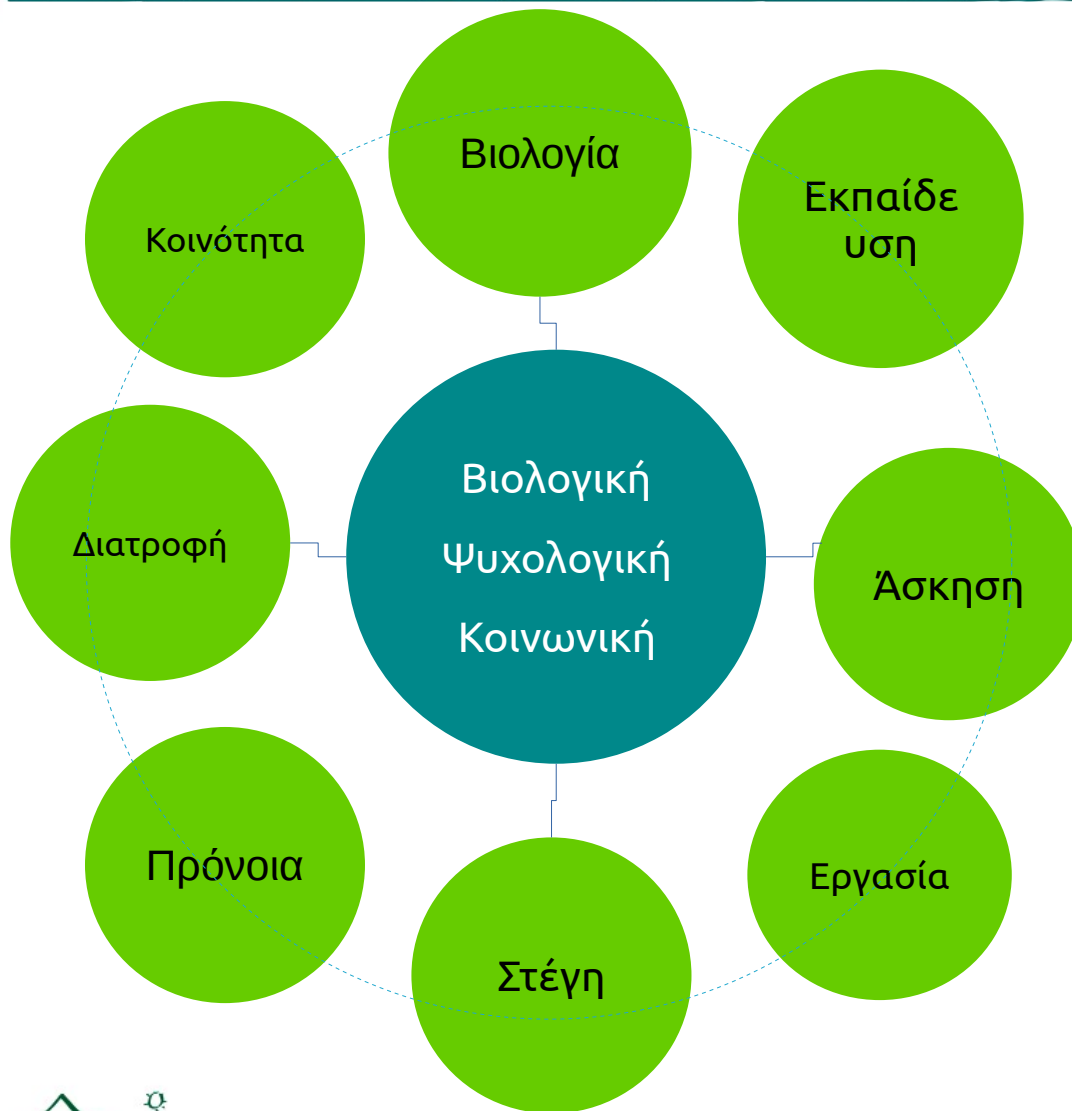 Βιολογία
Εκπαίδε
υση
Κοινότητα
Βιολογική
Ψυχολογική
Κοινωνική
Διατροφή
Άσκηση
Πρόνοια
Εργασία
Στέγη